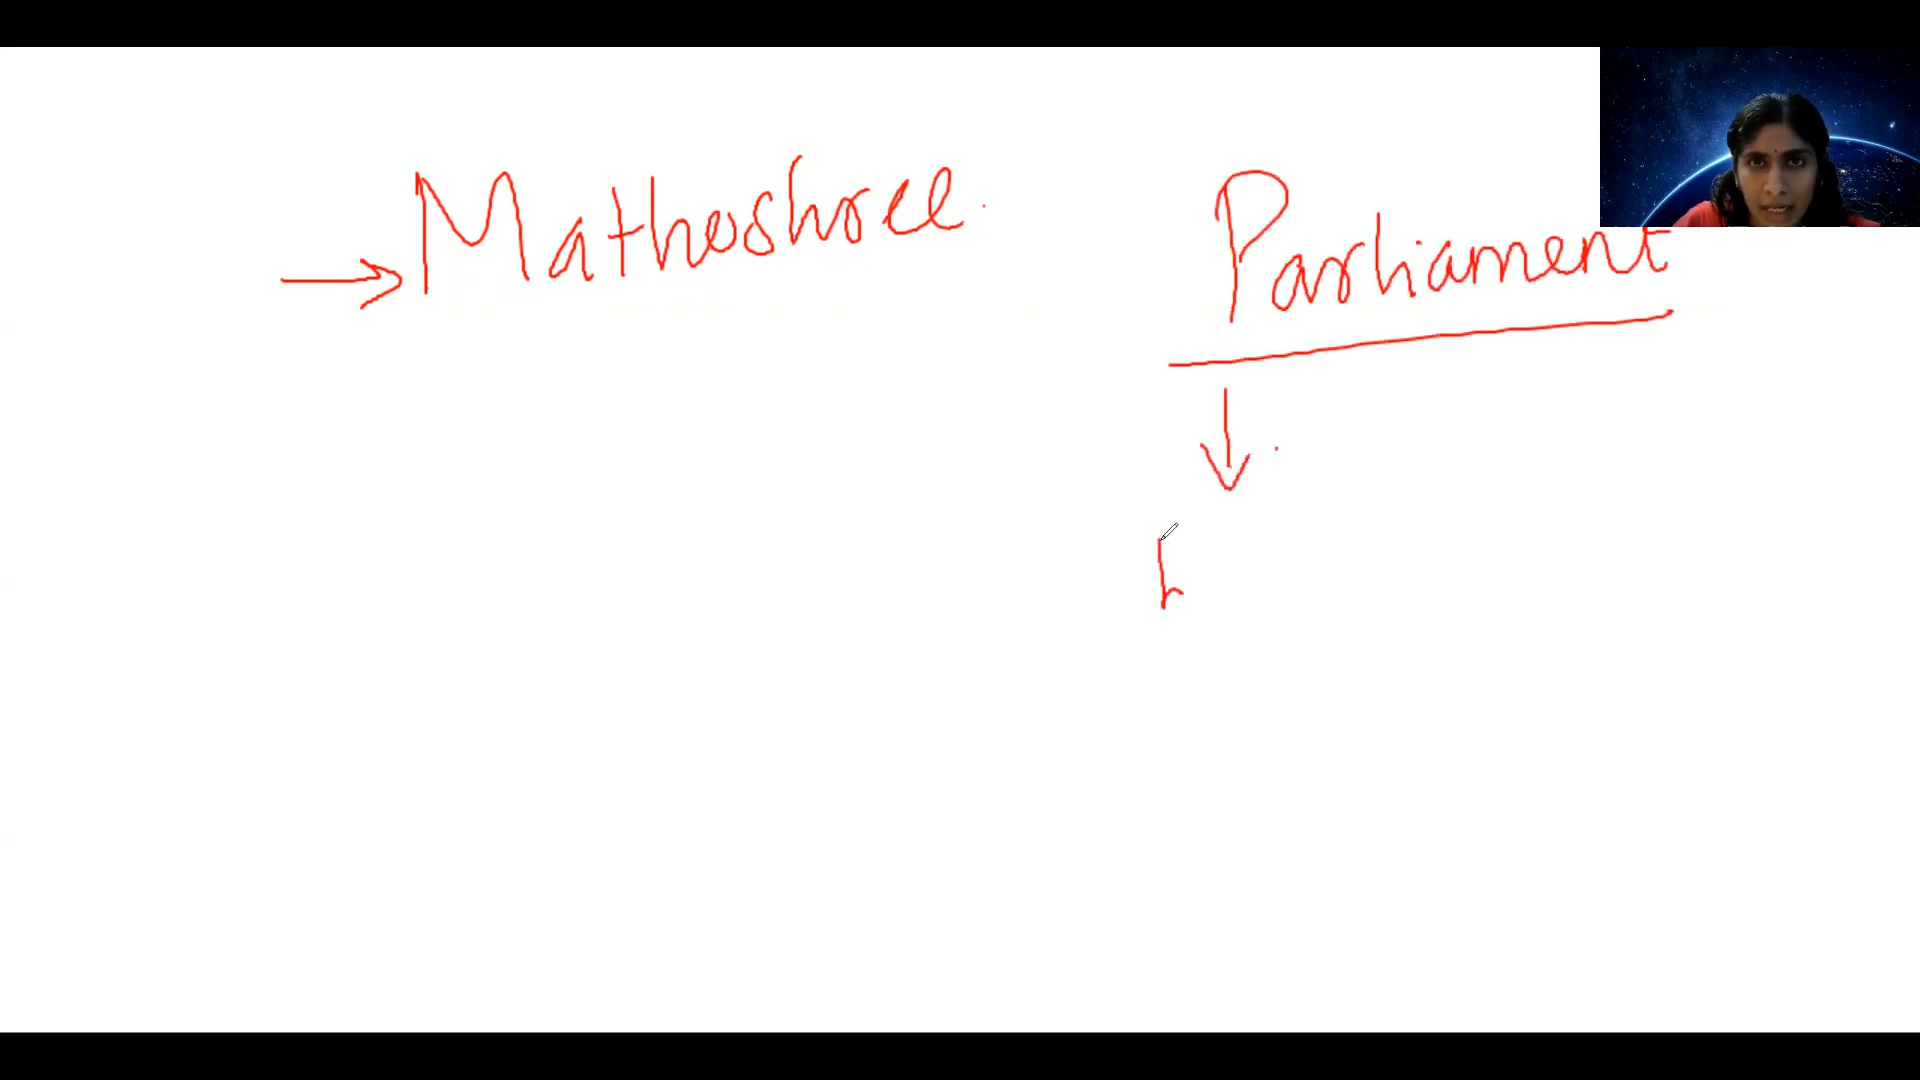 → Mathoshree.
Parliament
↓